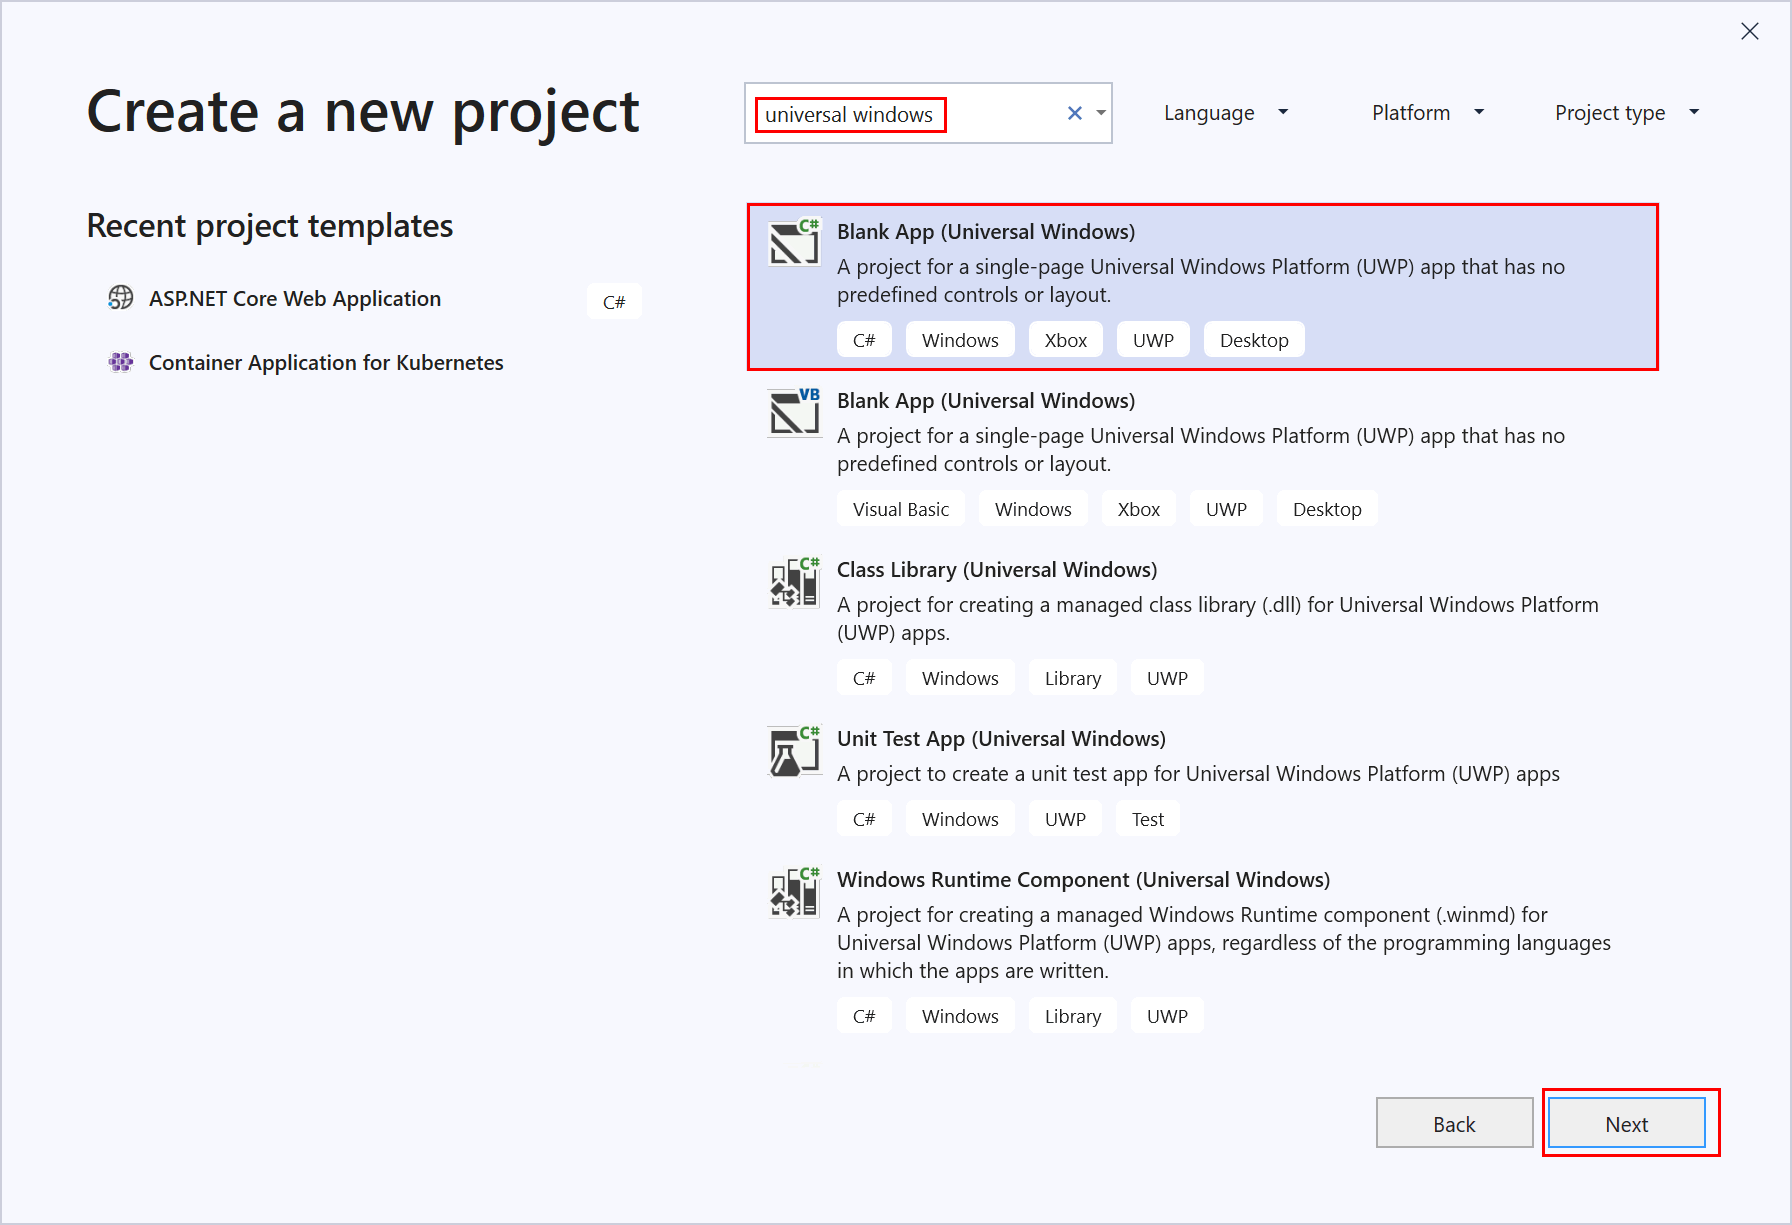 Create a new project
universal windows
Language
Platform
Project type
Recent project templates
ASP.NET Core Web Application
C#
Container Application for Kubernetes
C#
Blank App (Universal Windows)
A project for a single-page Universal Windows Platform (UWP) app that has no
predefined controls or layout.
C# Windows Xbox UWP Desktop
VB
Blank App (Universal Windows)
A project for a single-page Universal Windows Platform (UWP) app that has no
predefined controls or layout.
Visual Basic Windows Xbox UWP Desktop
C#
Class Library (Universal Windows)
A project for creating a managed class library (.dll) for Universal Windows Platform
(UWP) apps.
C# Windows Library UWP
C#
Unit Test App (Universal Windows)
A project to create a unit test app for Universal Windows Platform (UWP) apps
C# Windows UWP Test
C#
Windows Runtime Component (Universal Windows)
A project for creating a managed Windows Runtime component (.winmd) for
Universal Windows Platform (UWP) apps, regardless of the programming languages
in which the apps are written.
C# Windows Library UWP
Back
Next